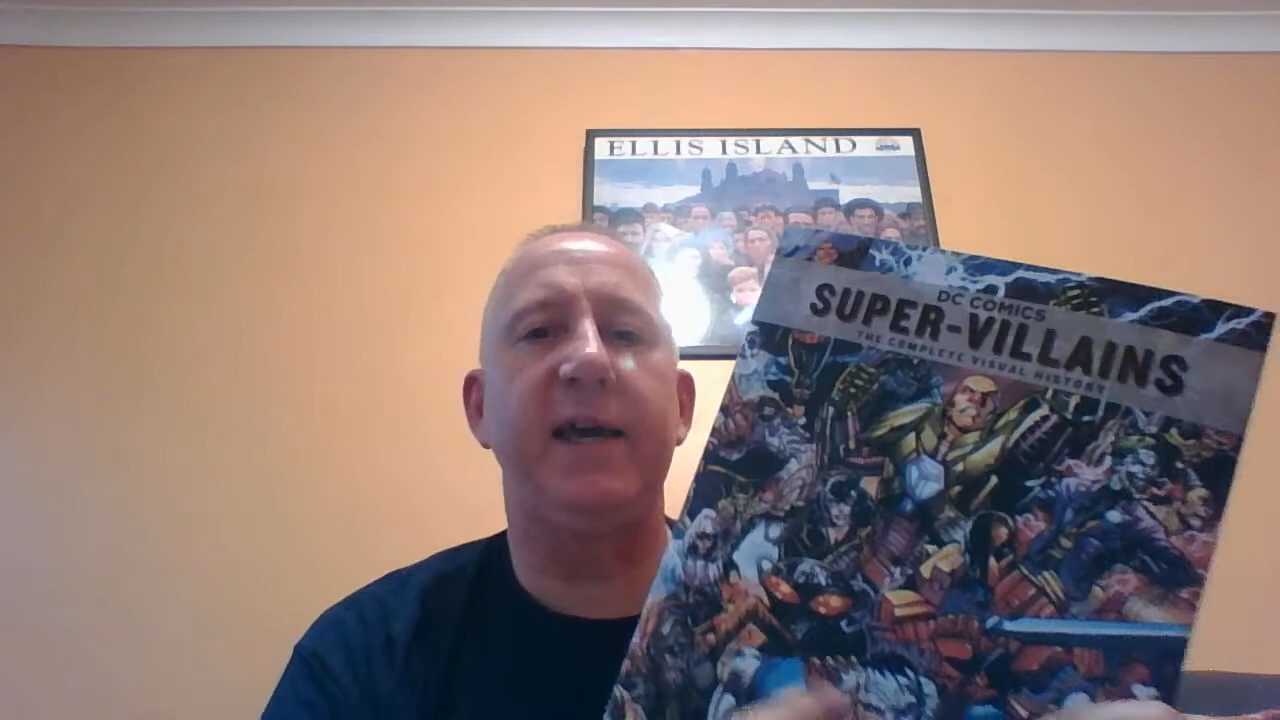 ELLIS ISLAND
DC COMICS
SUPER-VILLAINS
THE COMPLETE VISUAL HISTORY